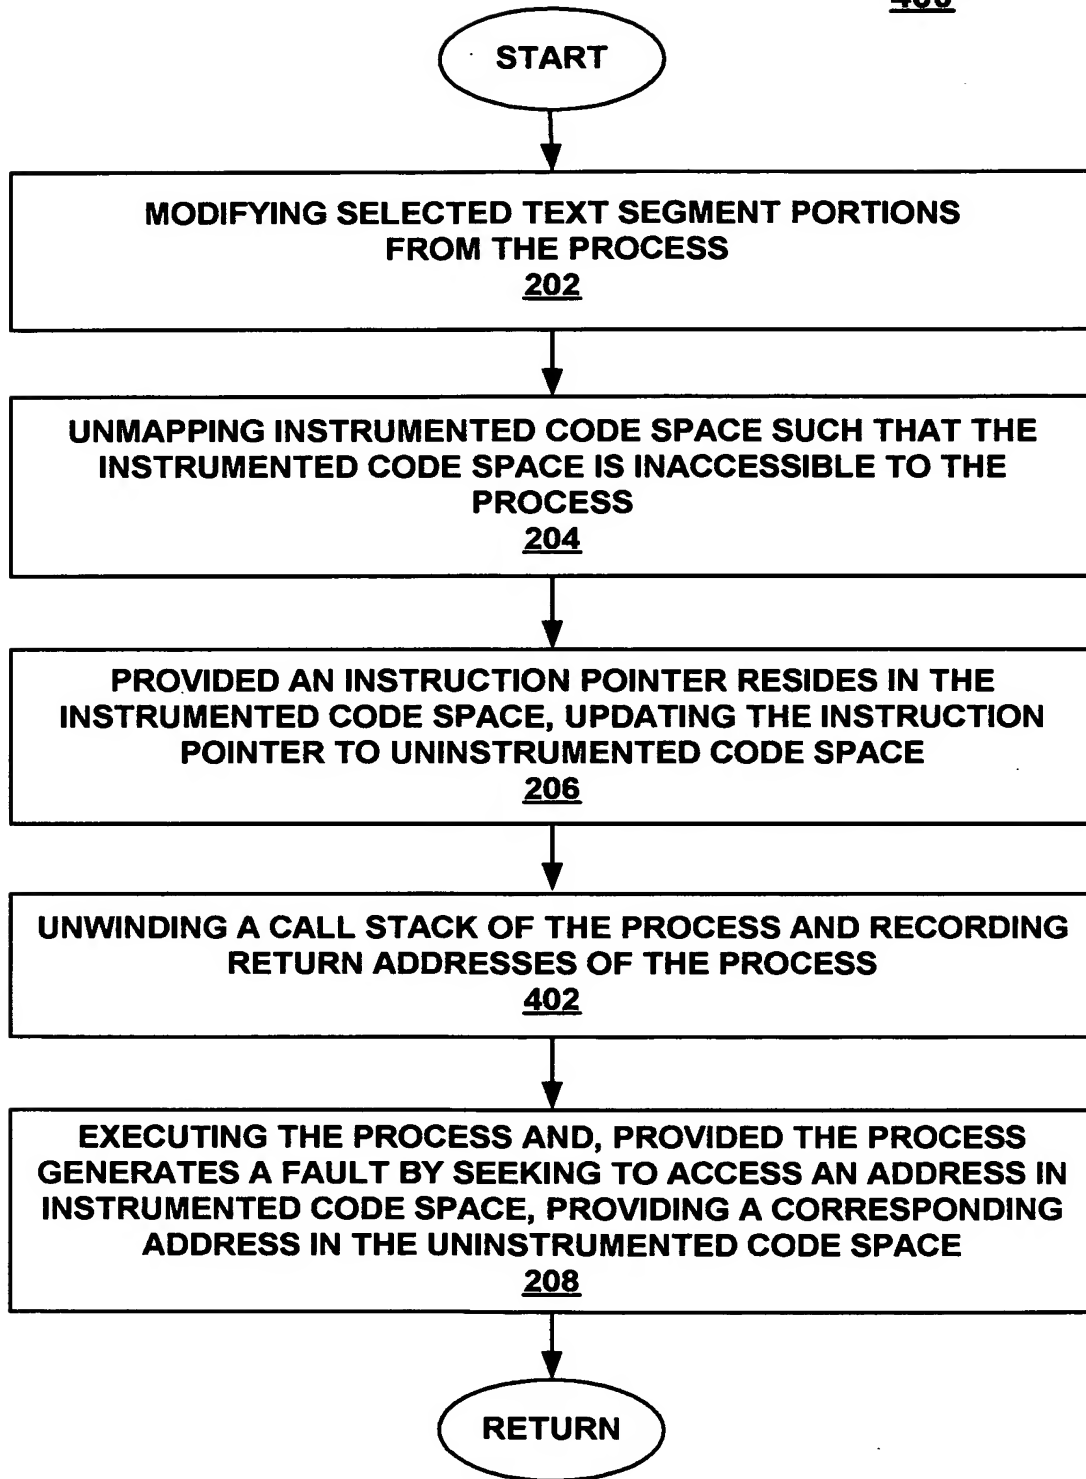 START
MODIFYING SELECTED TEXT SEGMENT PORTIONS
FROM THE PROCESS
202
UNMAPPING INSTRUMENTED CODE SPACE SUCH THAT THE
INSTRUMENTED CODE SPACE IS INACCESSIBLE TO THE
PROCESS
204
PROVIDED AN INSTRUCTION POINTER RESIDES IN THE
INSTRUMENTED CODE SPACE, UPDATING THE INSTRUCTION
POINTER TO UNINSTRUMENTED CODE SPACE
206
UNWINDING A CALL STACK OF THE PROCESS AND RECORDING
RETURN ADDRESSES OF THE PROCESS
402
EXECUTING THE PROCESS AND, PROVIDED THE PROCESS
GENERATES A FAULT BY SEEKING TO ACCESS AN ADDRESS IN
INSTRUMENTED CODE SPACE, PROVIDING A CORRESPONDING
ADDRESS IN THE UNINSTRUMENTED CODE SPACE
208
RETURN